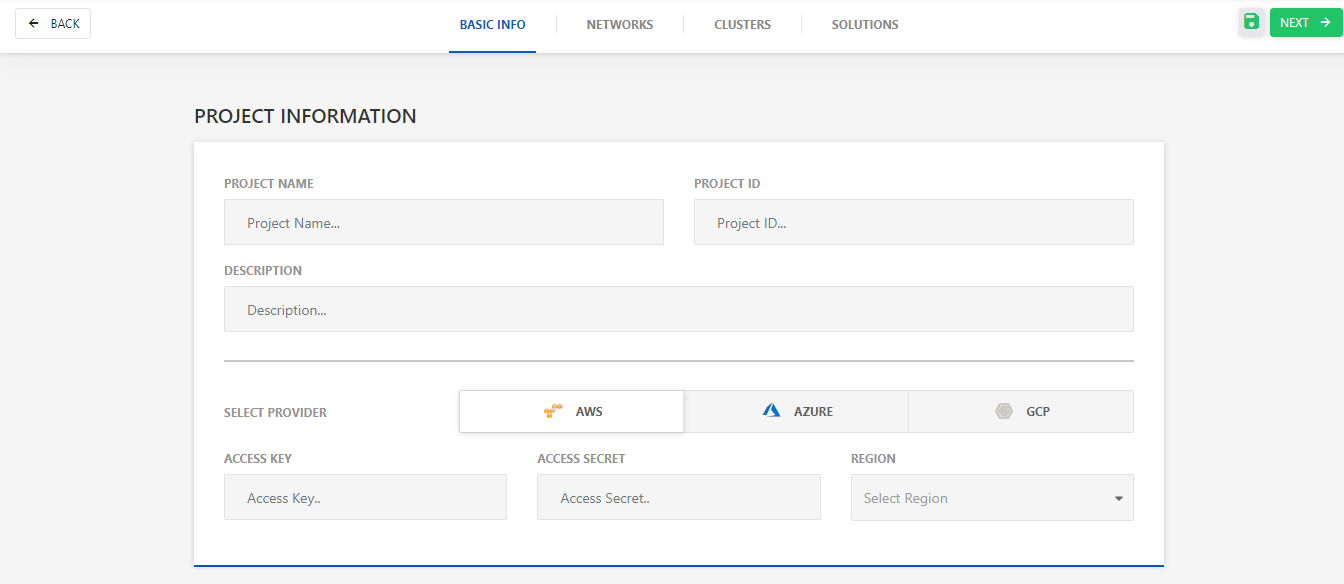 BACK
BASIC INFO NETWORKS CLUSTERS SOLUTIONS
NEXT
PROJECT INFORMATION
PROJECT NAME PROJECT ID
Project Name... Project ID...
DESCRIPTION
Description...
SELECT PROVIDER AWS AZURE GCP
ACCESS KEY ACCESS SECRET REGION
Access Key.. Access Secret.. Select Region